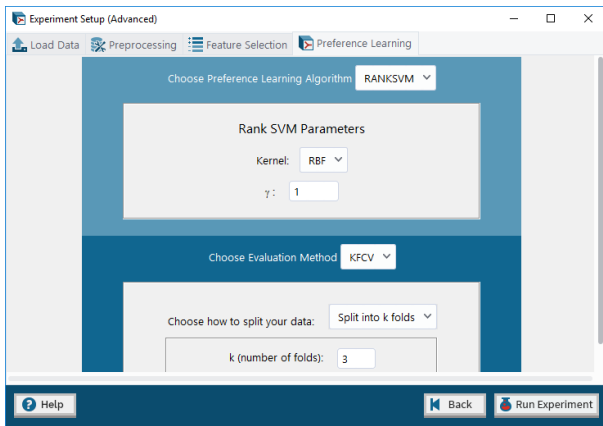 Experiment Setup (Advanced)
Load Data Preprocessing Feature Selection Preference Learning
Choose Preference Learning Algorithm RANKSVM
Rank SVM Parameters
Kernel: RBF
γ: 1
Choose Evaluation Method KFCV
Choose how to split your data: Split into k folds
k (number of folds): 3
Help Back Run Experiment